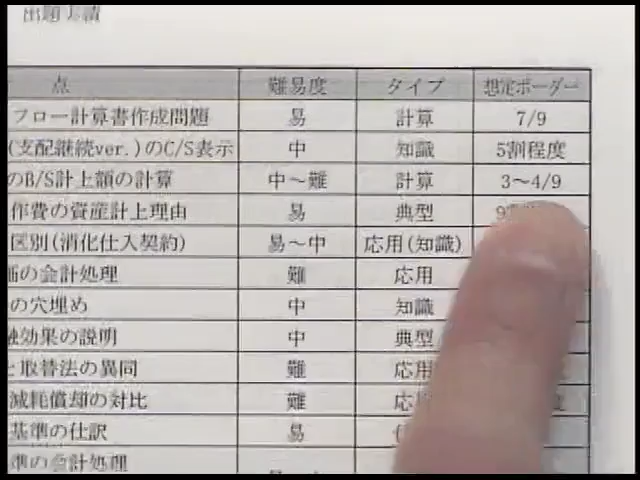 出題実績
点 難易度 タイプ 想定ボーダー
フロー計算書作成問題 易 計算 7/9
(支配継続ver.)のC/S表示 中 知識 5割程度
のB/S計上額の計算 中～難 計算 3～4/9
作費の資産計上理由 易 典型
区別(消化仕入契約) 易～中 応用(知識)
の会計処理 難 応用
の穴埋め 中 知識
効果の説明 中 典型
取替法の異同 難 応用
減耗償却の対比 難
基準の仕訳 易
準の会計処理